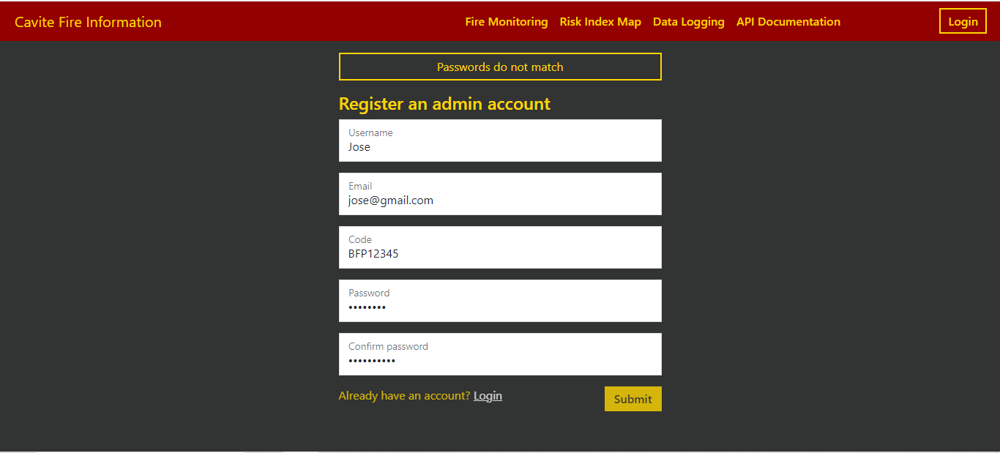 Cavite Fire Information
Fire Monitoring Risk Index Map Data Logging API Documentation Login
Passwords do not match
Register an admin account
Username
Jose
Email
jose@gmail.com
Code
BFP12345
Password
••••••••
Confirm password
••••••••••
Already have an account? Login
Submit